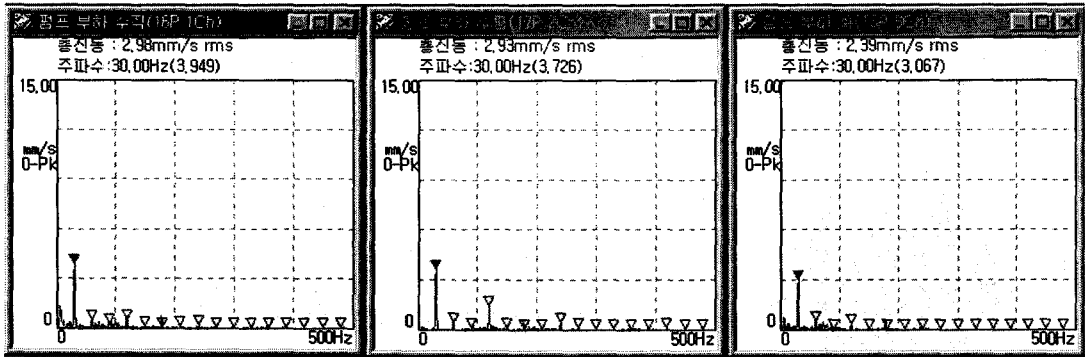 펌프 부하 수직(16P 1Ch)
총진동 : 2,98mm/s rms
주파수:30,00Hz(3,949)
15,00
mm/s
0-Pk
0
0
500Hz
총진동 : 2,93mm/s rms
주파수:30,00Hz(3,726)
15,00
mm/s
0-Pk
0
0
500Hz
총진동 : 2,39mm/s rms
주파수:30,00Hz(3,067)
15,00
mm/s
0-Pk
0
0
500Hz